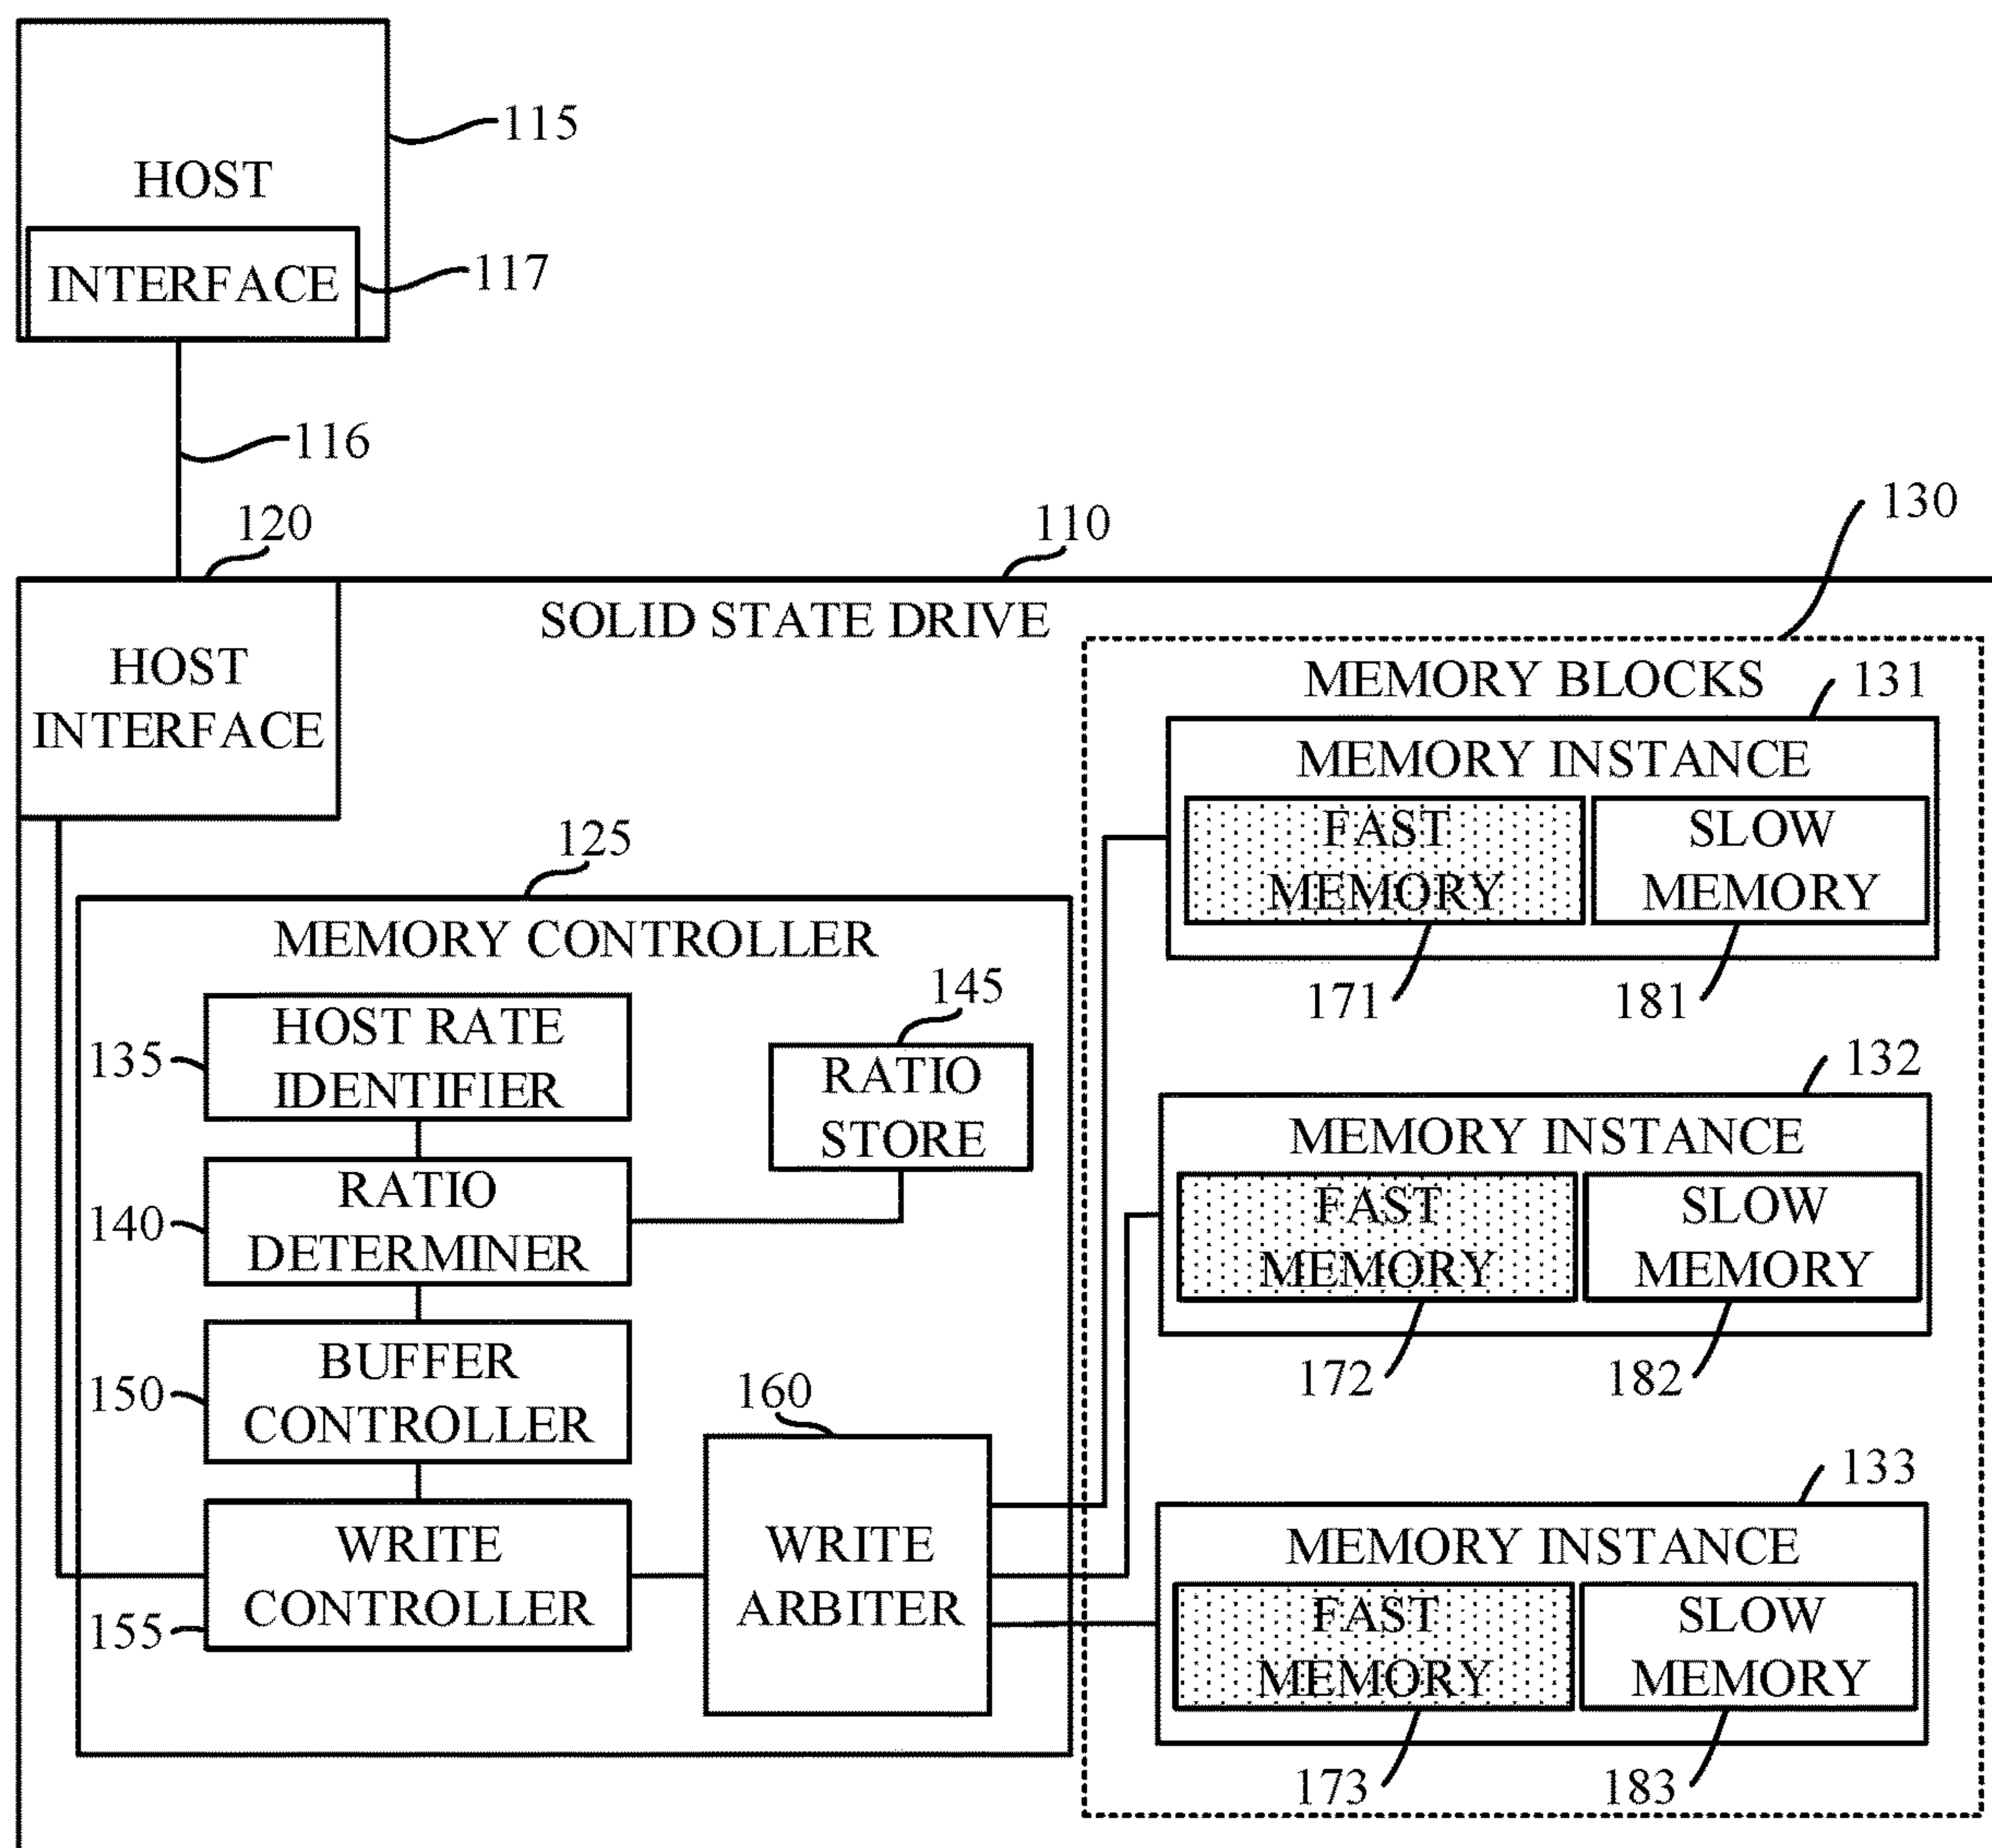 115
HOST
INTERFACE
117
116
120
110
130
SOLID STATE DRIVE
HOST
INTERFACE
MEMORY BLOCKS
131
MEMORY INSTANCE
FAST
MEMORY
SLOW
MEMORY
171
181
125
MEMORY CONTROLLER
135
HOST RATE
IDENTIFIER
145
RATIO
STORE
140
RATIO
DETERMINER
150
BUFFER
CONTROLLER
160
155
WRITE
CONTROLLER
WRITE
ARBITER
132
MEMORY INSTANCE
FAST
MEMORY
SLOW
MEMORY
172
182
133
MEMORY INSTANCE
FAST
MEMORY
SLOW
MEMORY
173
183